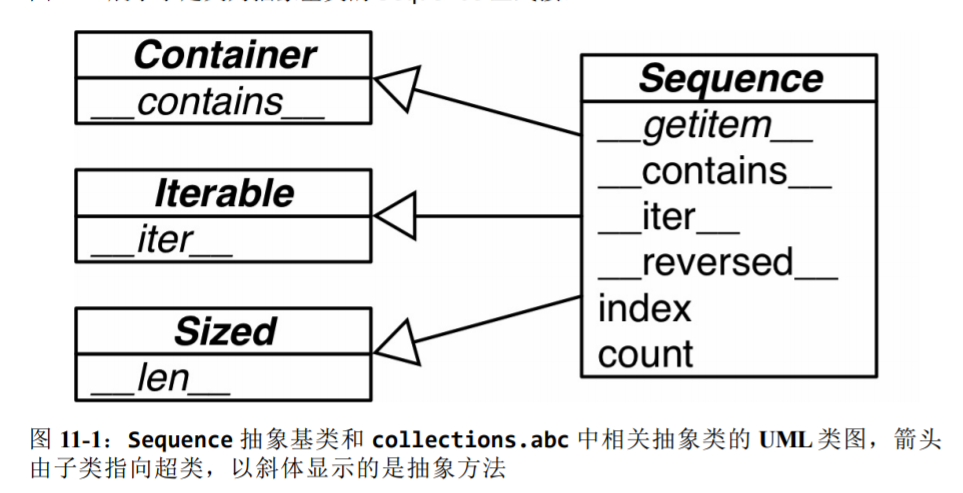 Container
__contains__
Iterable
__iter__
Sized
__len__
Sequence
__getitem__
__contains__
__iter__
__reversed__
index
count
图 11-1：Sequence 抽象基类和 collections.abc 中相关抽象类的 UML 类图，箭头
由子类指向超类，以斜体显示的是抽象方法